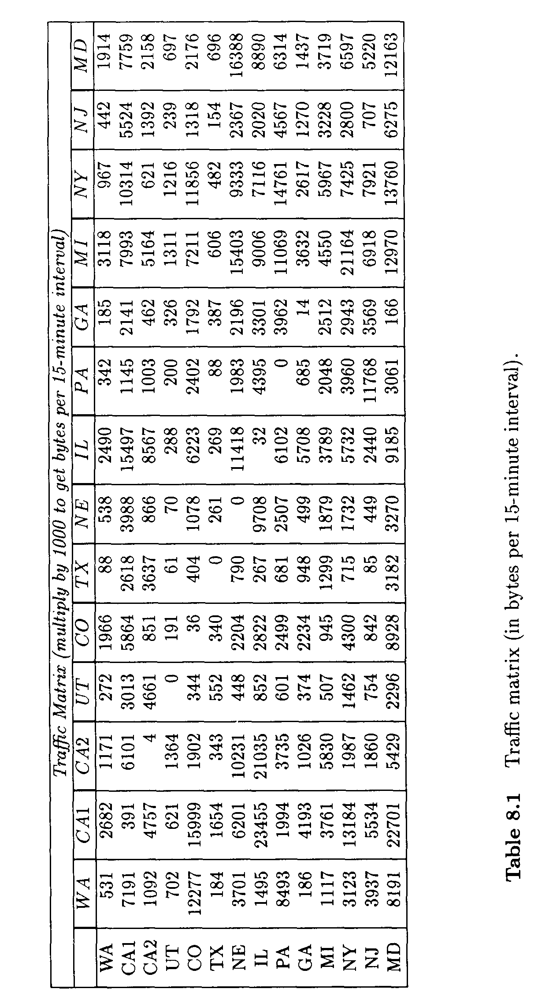 Traffic Matrix (multiply by 1000 to get bytes per 15-minute interval)
WA CA1 CA2 UT CO TX NE IL PA GA MI NY NJ MD
WA 531 2682 1171 272 1966 88 538 2490 342 185 3118 967 442 1914
CA1 7191 391 6101 3013 5864 2618 3988 15497 1145 2141 7993 10314 5524 7759
CA2 1092 4757 4 4661 851 3637 866 8567 1003 462 5164 621 1392 2158
UT 702 621 1364 0 191 61 70 288 200 326 1311 1216 239 697
CO 12277 15999 1902 344 36 404 1078 6223 2402 1792 7211 11856 1318 2176
TX 184 1654 343 552 340 0 261 269 88 387 606 482 154 696
NE 3701 6201 10231 448 2204 790 0 11418 1983 2196 15403 9333 2367 16388
IL 1495 23455 21035 852 2822 267 9708 32 4395 3301 9006 7116 2020 8890
PA 8493 1994 3735 601 2499 681 2507 6102 0 3962 11069 14761 4567 6314
GA 186 4193 1026 374 2234 948 499 5708 685 14 3632 2617 1270 1437
MI 1117 3761 5830 507 945 1299 1879 3789 2048 2512 4550 5967 3228 3719
NY 3123 13184 1987 1462 4300 715 1732 5732 3960 2943 21164 7425 2800 6597
NJ 3937 5534 1860 754 842 85 449 2440 11768 3569 6918 7921 707 5220
MD 8191 22701 5429 2296 8928 3182 3270 9185 3061 166 12970 13760 6275 12163
Table 8.1 Traffic matrix (in bytes per 15-minute interval).